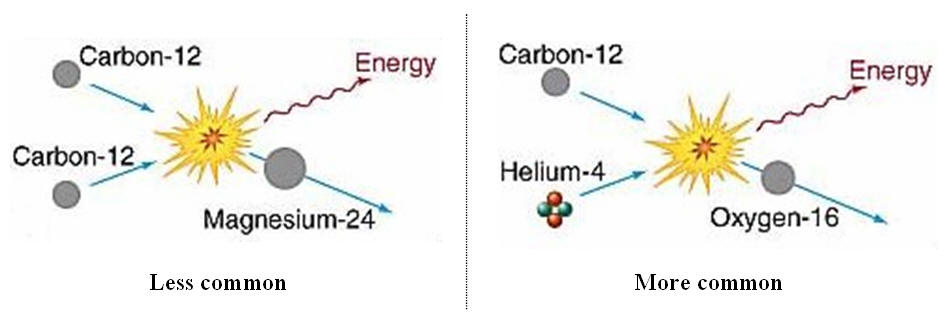 Carbon-12
Energy
Carbon-12
Magnesium-24
Less common
Carbon-12
Energy
Helium-4
Oxygen-16
More common